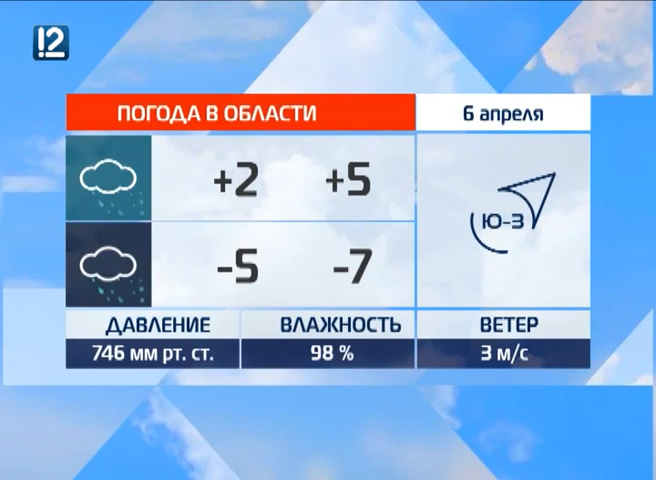 12
ПОГОДА В ОБЛАСТИ
6 апреля
+2 +5
Ю-З
-5 -7
ДАВЛЕНИЕ
ВЛАЖНОСТЬ
ВЕТЕР
746 мм рт. ст.
98 %
3 м/с